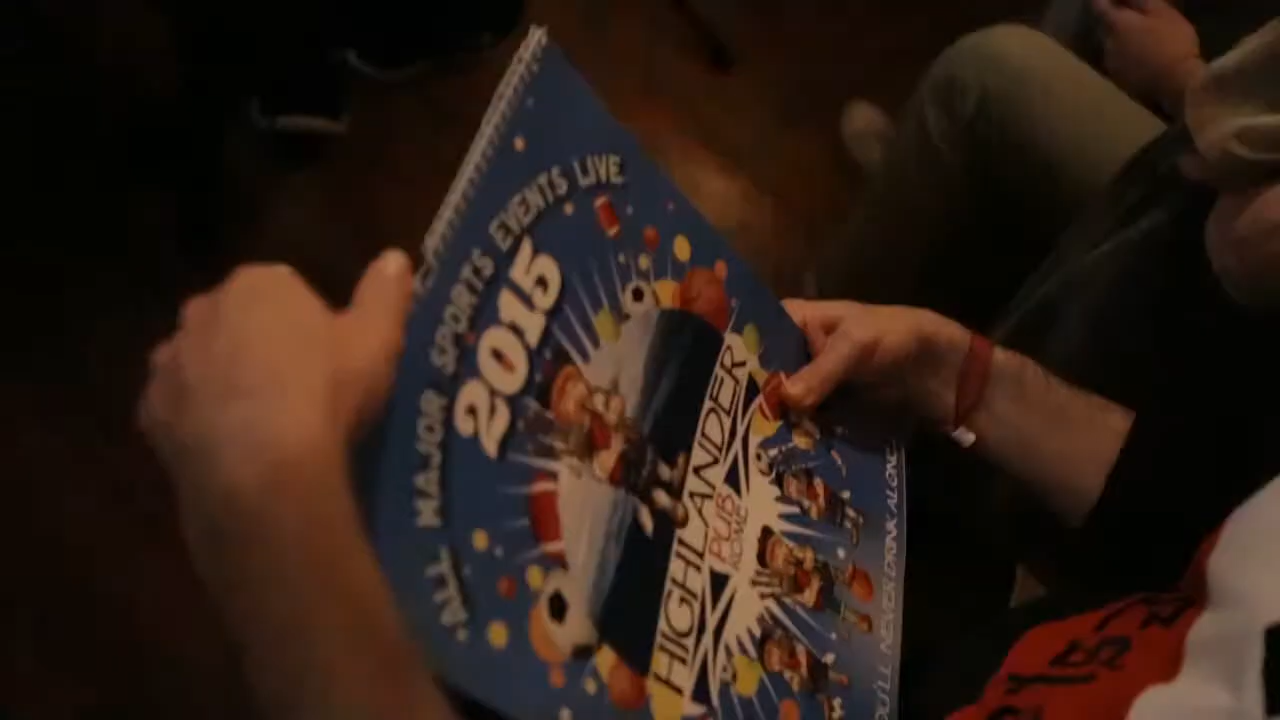 ALL MAJOR SPORTS EVENTS LIVE
2015
HIGHLANDER
PUB
ROME
YOU'LL NEVER DRINK ALONE